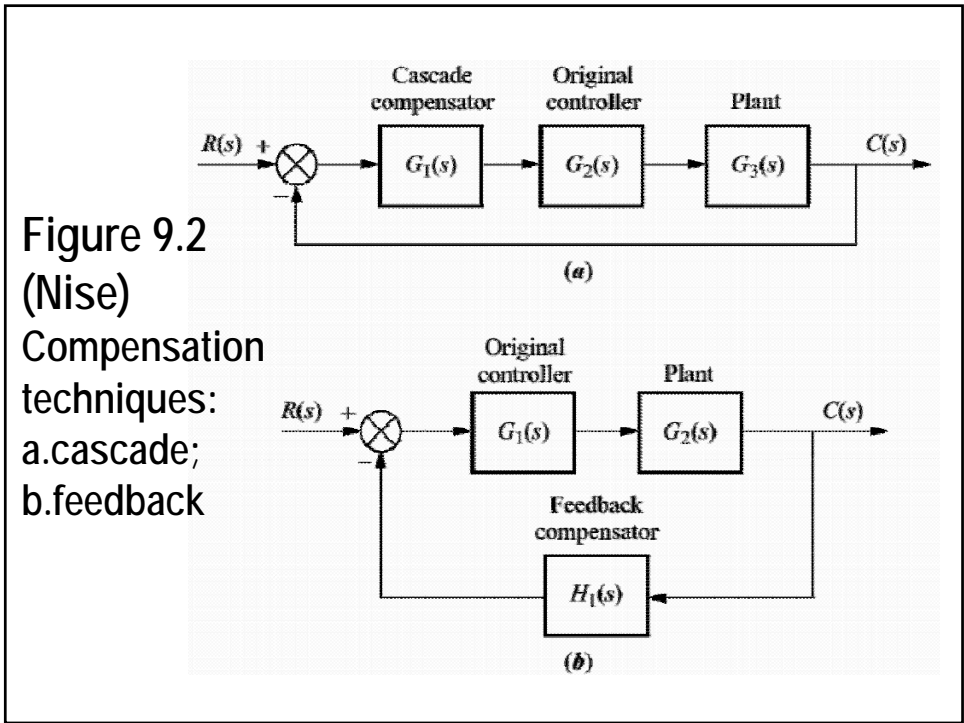 Figure 9.2
(Nise)
Compensation
techniques:
a.cascade;
b.feedback
Cascade
compensator
Original
controller
Plant
R(s) +
G₁(s)
G₂(s)
G₃(s)
C(s)
−
(a)
Original
controller
Plant
R(s) +
G₁(s)
G₂(s)
C(s)
−
Feedback
compensator
H₁(s)
(b)